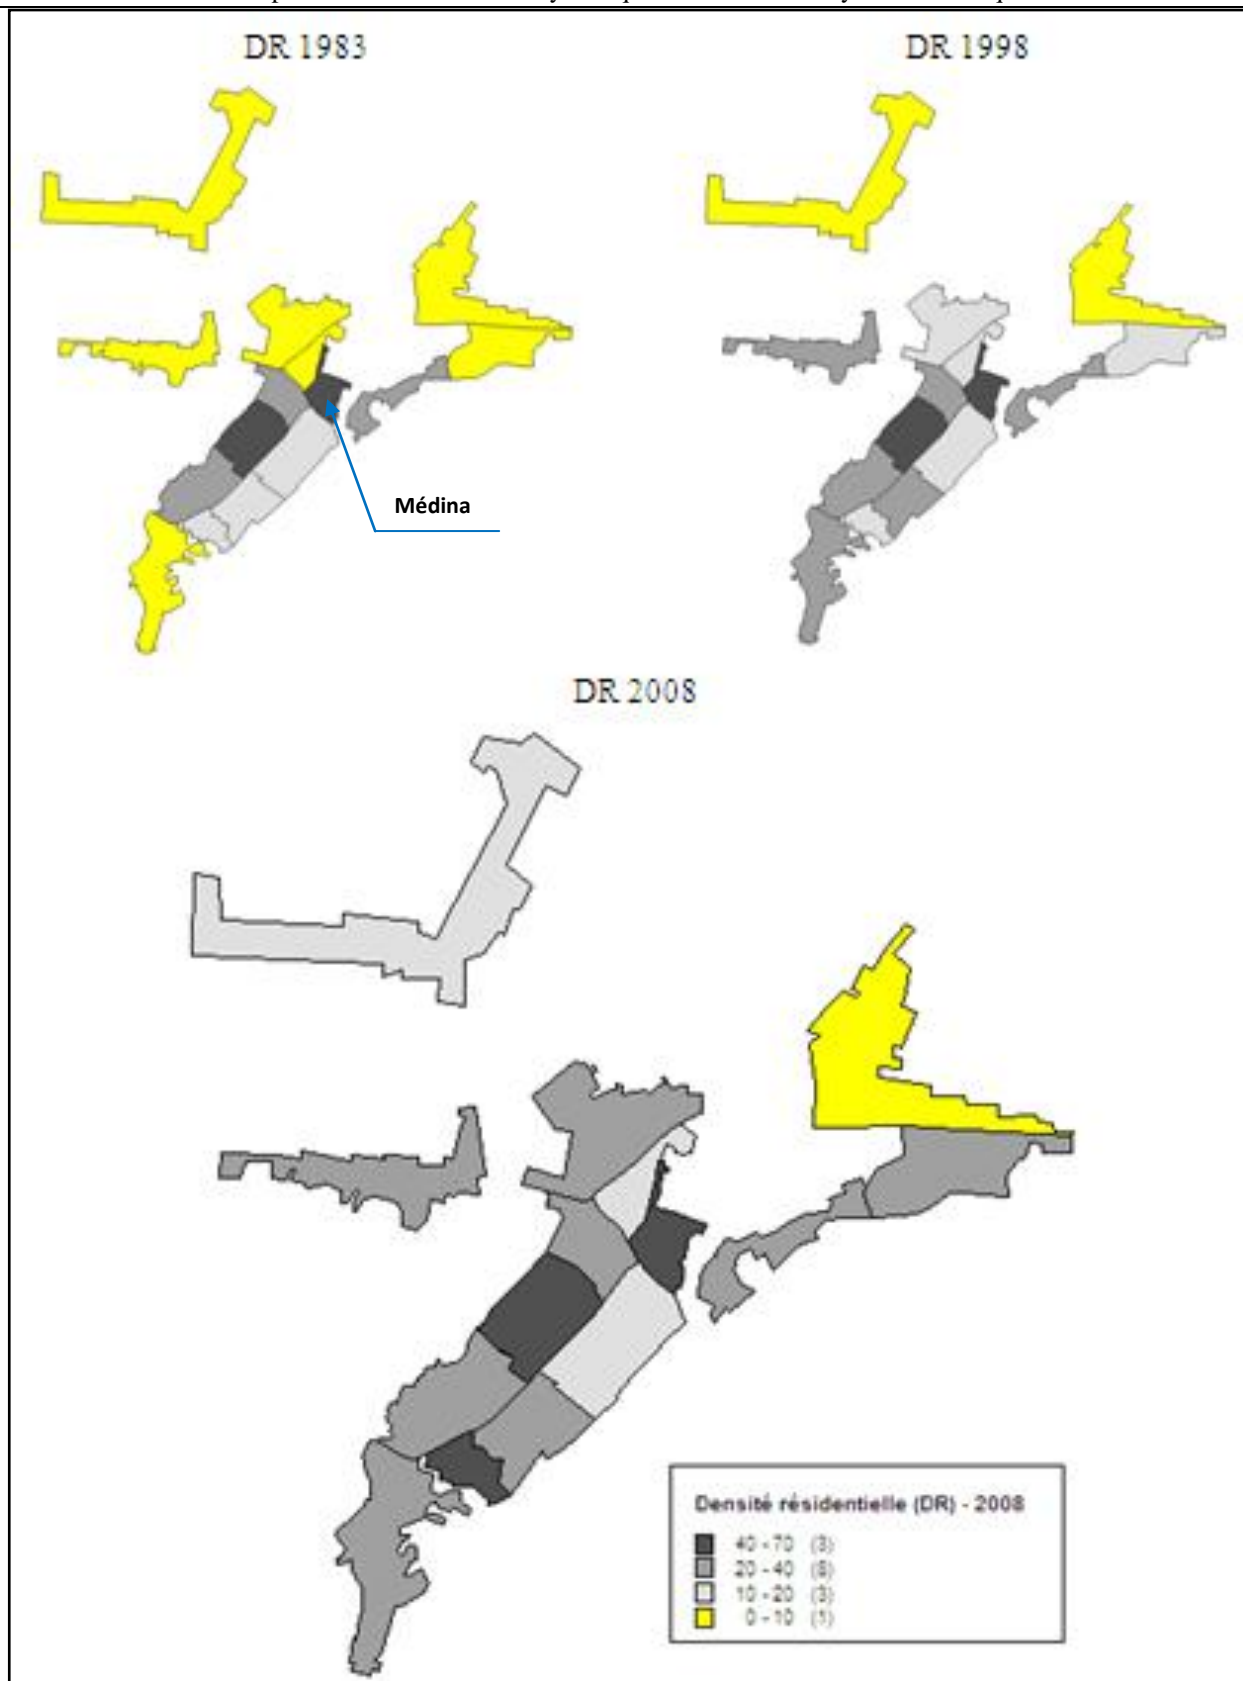 DR 1983
DR 1998
Médina
DR 2008
Densité résidentielle (DR) - 2008
40 - 70 (3)
20 - 40 (8)
10 - 20 (3)
0 - 10 (1)